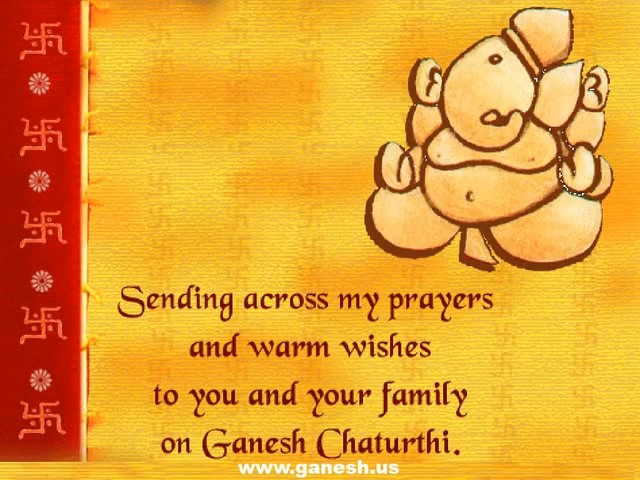 Sending across my prayers
and warm wishes
to you and your family
on Ganesh Chaturthi.
www.ganesh.us